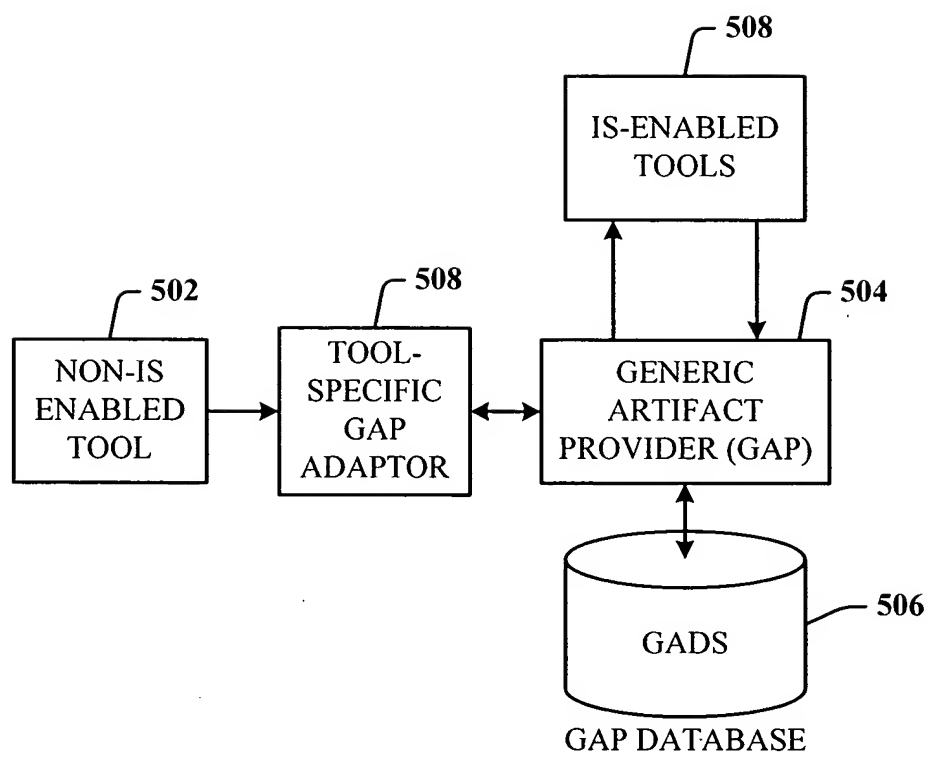 508
IS-ENABLED
TOOLS
502
NON-IS
ENABLED
TOOL
508
TOOL-
SPECIFIC
GAP
ADAPTOR
504
GENERIC
ARTIFACT
PROVIDER (GAP)
506
GADS
GAP DATABASE